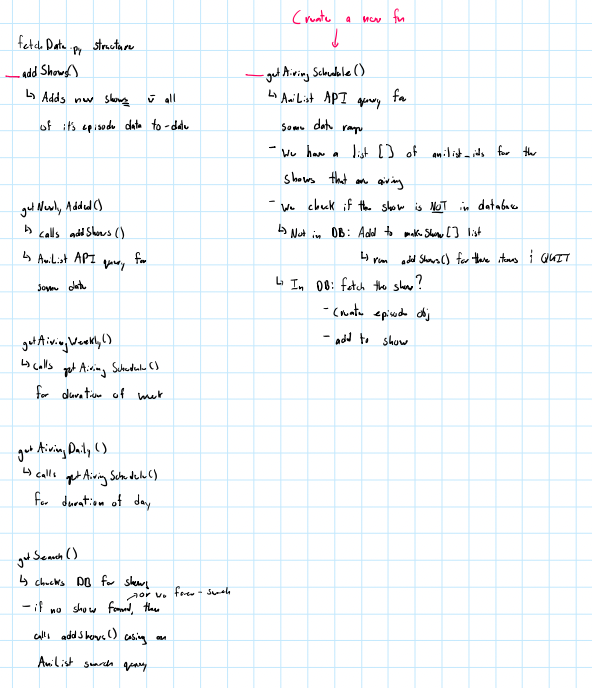 Create a new fn
fetchData.py structure
addShows()
↳ Adds new shows w̄ all
of it's episode data to-date
getNewlyAdded()
↳ calls addShows()
↳ AniList API query for
some date
getAiringWeekly()
↳ calls getAiringSchedule()
for duration of week
getAiringDaily()
↳ calls getAiringSchedule()
for duration of day
getSearch()
↳ checks DB for shows
→ or vo force-search
- if no show found, then
calls addShows() using an
AniList search query
getAiringSchedule()
↳ AniList API query for
some date range
- We have a list [] of anilist_ids for the
shows that are airing
- We check if the show is NOT in database
↳ Not in DB: Add to makeShow[] list
↳ run addShows() for these items & QUIT
↳ In DB: fetch the show?
- Create episode obj
- add to show